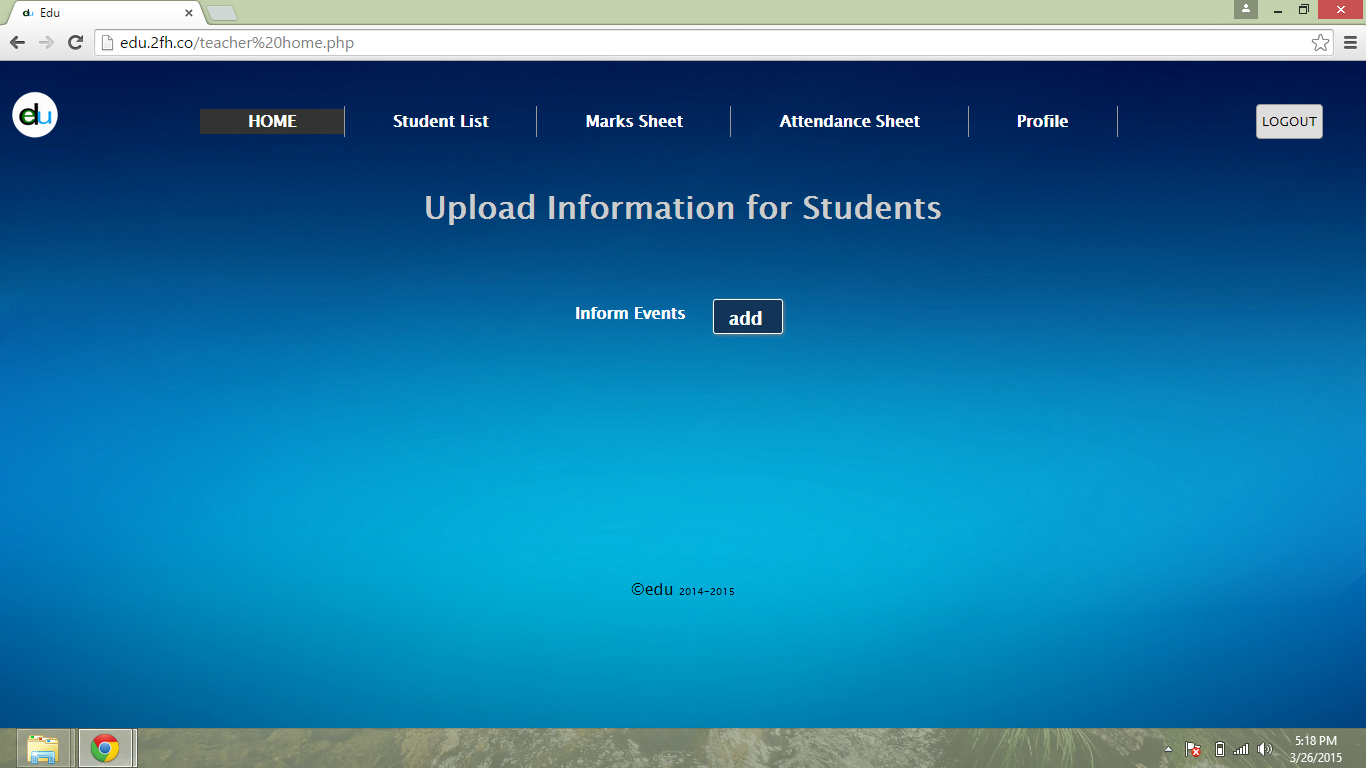 Edu
edu.2fh.co/teacher%20home.php
edu
HOME
Student List
Marks Sheet
Attendance Sheet
Profile
LOGOUT
Upload Information for Students
Inform Events
add
©edu 2014-2015
5:18 PM
3/26/2015